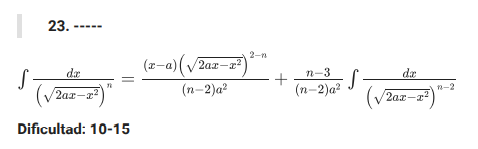 23. -----
∫ dx/(√(2ax−x²))ⁿ = (x−a)(√(2ax−x²))²⁻ⁿ/((n−2)a²) + (n−3)/((n−2)a²) ∫ dx/(√(2ax−x²))ⁿ⁻²
Dificultad: 10-15